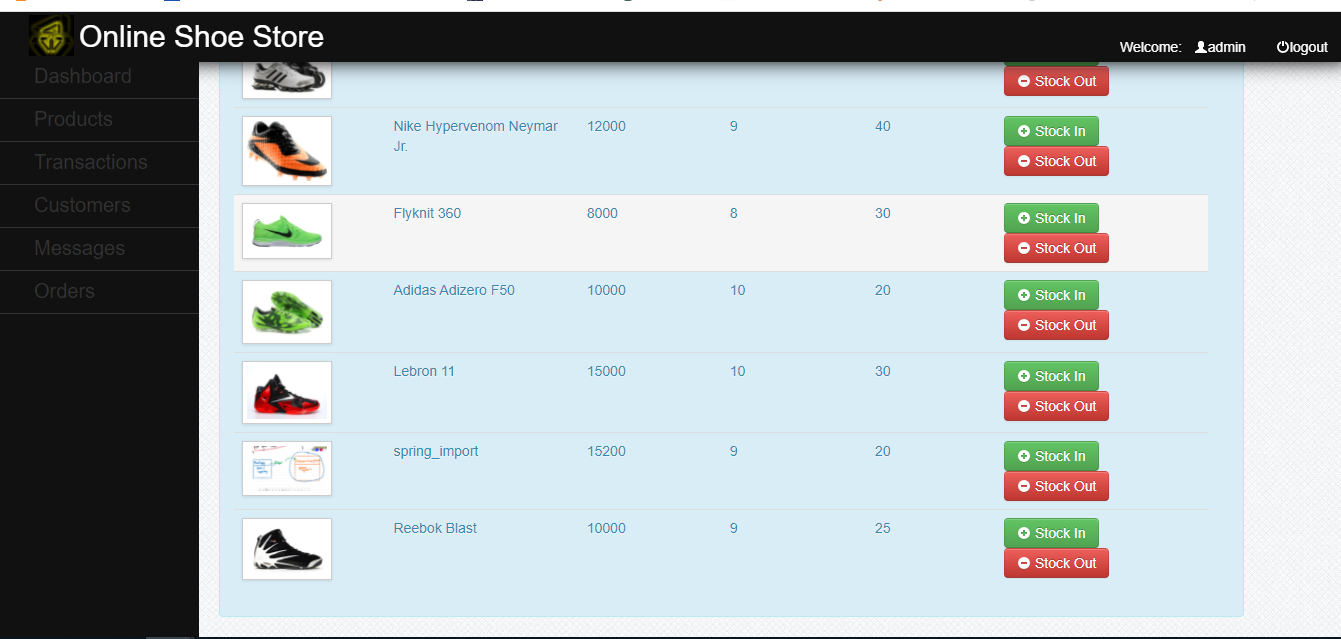 Online Shoe Store
Welcome: admin logout
Dashboard
Products
Transactions
Customers
Messages
Orders
Stock Out
Nike Hypervenom Neymar Jr. 12000 9 40 Stock In
Stock Out
Flyknit 360 8000 8 30 Stock In
Stock Out
Adidas Adizero F50 10000 10 20 Stock In
Stock Out
Lebron 11 15000 10 30 Stock In
Stock Out
spring_import 15200 9 20 Stock In
Stock Out
Reebok Blast 10000 9 25 Stock In
Stock Out